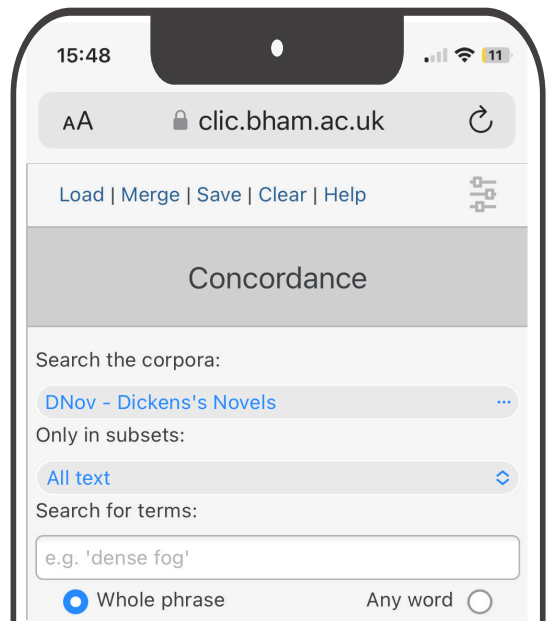 15:48 11
AA clic.bham.ac.uk
Load | Merge | Save | Clear | Help
Concordance
Search the corpora:
DNov - Dickens's Novels ...
Only in subsets:
All text
Search for terms:
e.g. 'dense fog'
Whole phrase Any word